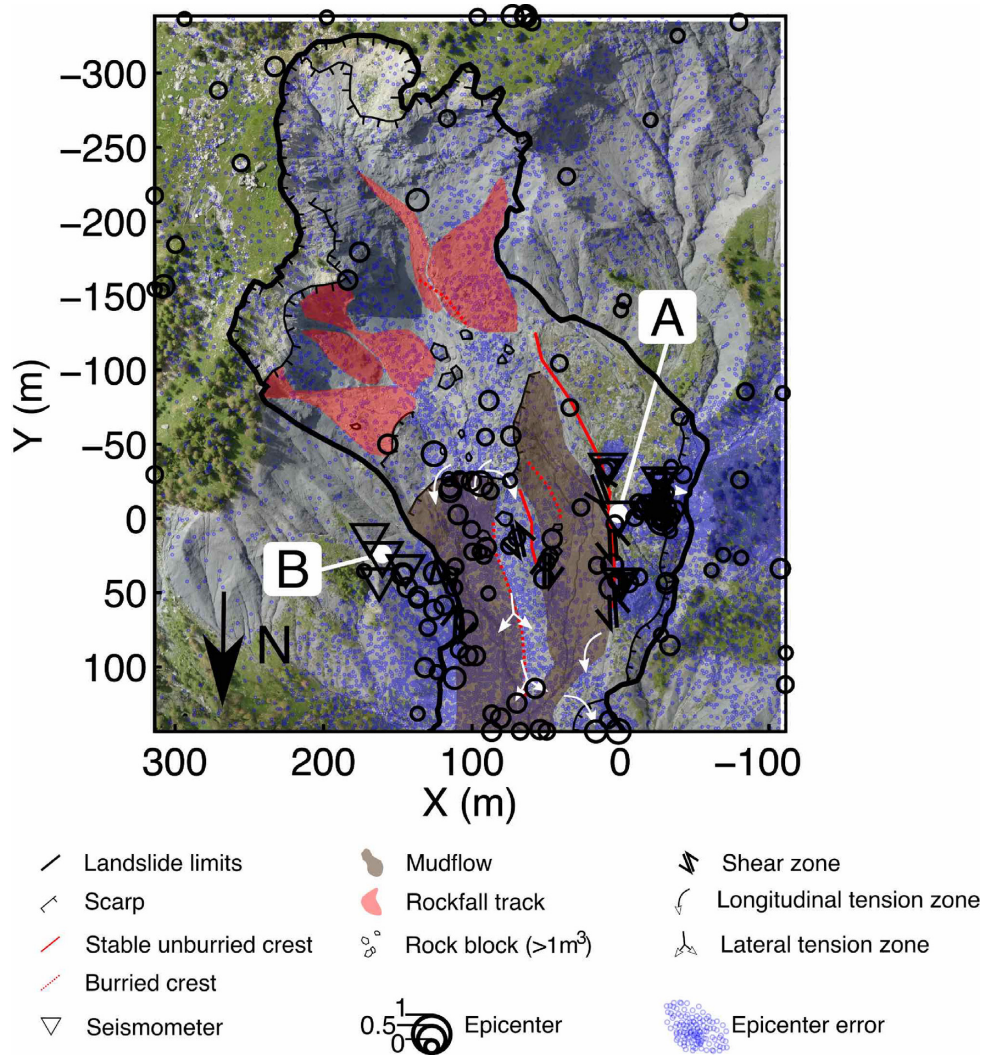 −300
−250
−200
−150
−100
−50
0
50
100
Y (m)
A
B
N
300 200 100 0 −100
X (m)
Landslide limits
Mudflow
Shear zone
Scarp
Rockfall track
Longitudinal tension zone
Stable unburried crest
Rock block (>1m³)
Lateral tension zone
Burried crest
Seismometer
1
0.5
0
Epicenter
Epicenter error